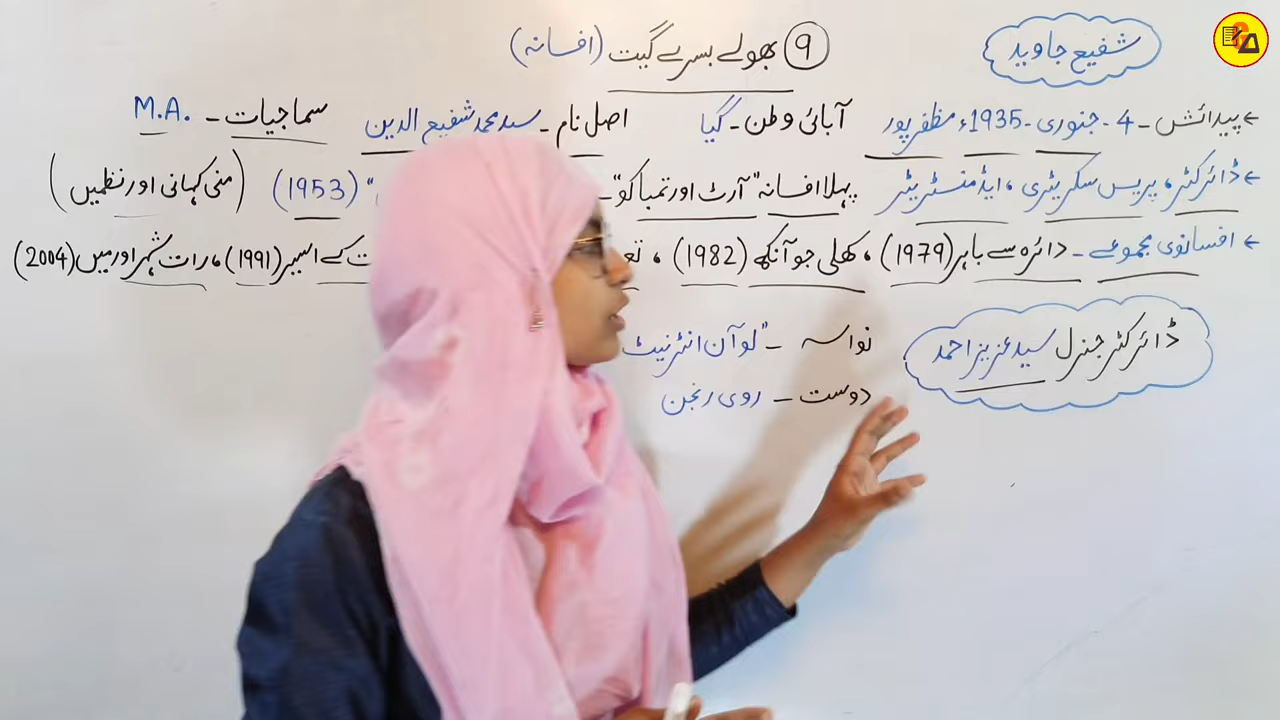 شفیع جاوید
۹ بھولے بسرے گیت (افسانہ)
پیدائش - 4 - جنوری - 1935ء مظفرپور آبائی وطن - گیا اصل نام - سید محمد شفیع الدین سماجیات - M.A.
ڈائرکٹر، پریس سکریٹری، ایڈمنسٹریٹر پہلا افسانہ "آرٹ اور تمباکو" - " (1953) (منی کہانی اور نظمیں)
افسانوی مجموعے - دائرہ سے باہر (1979)، کھلی جو آنکھ (1982)، کے اسیر (1991)، رات شہر اور میں (2004)
ڈائرکٹر جنرل سید عزیز احمد
نواسہ - "لو آن انٹرنیٹ
دوست - روی رنجن